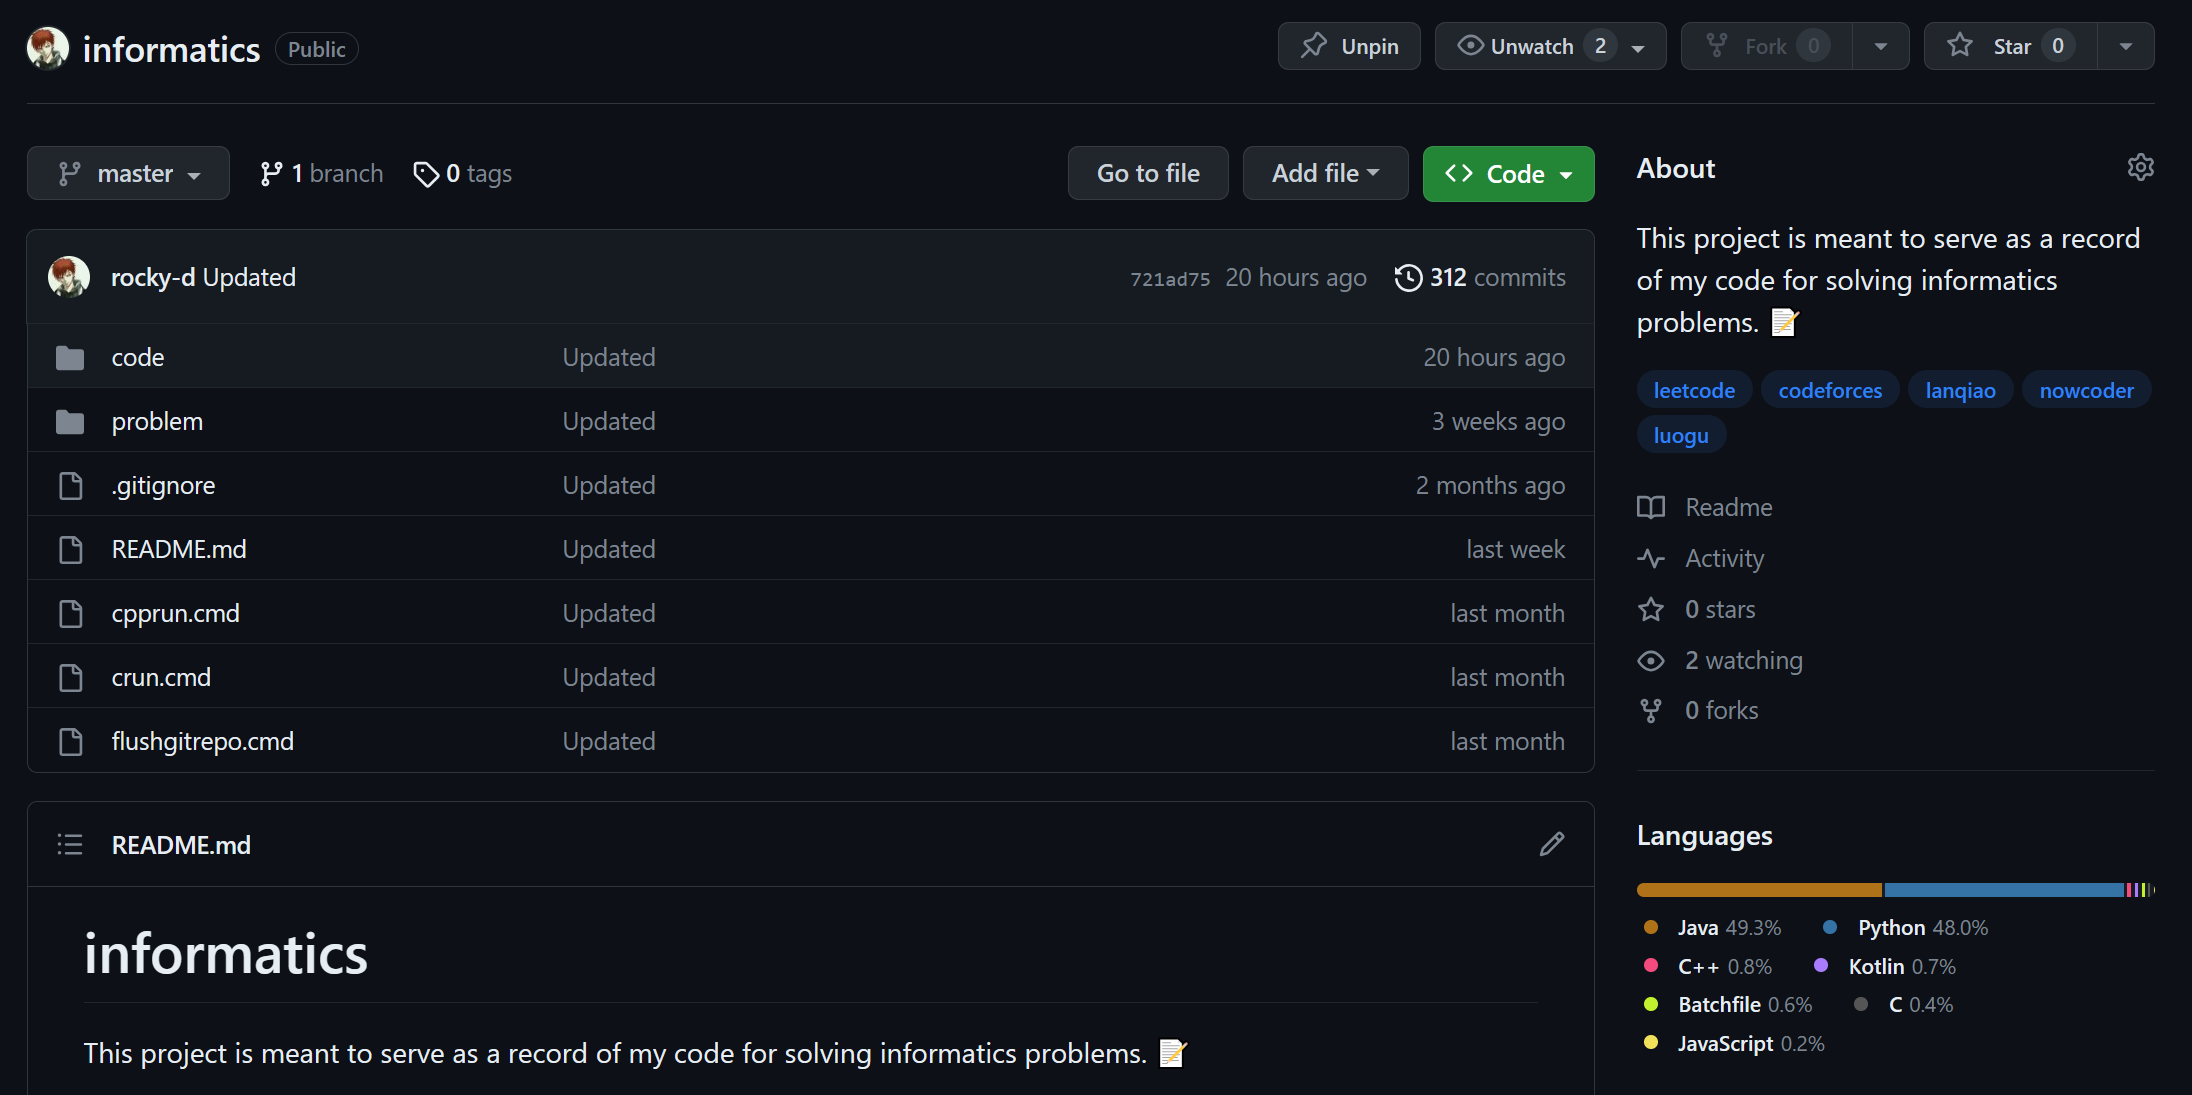 informatics Public Unpin Unwatch 2 Fork 0 Star 0
master 1 branch 0 tags Go to file Add file Code
rocky-d Updated 721ad75 20 hours ago 312 commits
code Updated 20 hours ago
problem Updated 3 weeks ago
.gitignore Updated 2 months ago
README.md Updated last week
cpprun.cmd Updated last month
crun.cmd Updated last month
flushgitrepo.cmd Updated last month
README.md
informatics
This project is meant to serve as a record of my code for solving informatics problems. 📝
About
This project is meant to serve as a record
of my code for solving informatics
problems. 📝
leetcode codeforces lanqiao nowcoder
luogu
Readme
Activity
0 stars
2 watching
0 forks
Languages
Java 49.3% Python 48.0%
C++ 0.8% Kotlin 0.7%
Batchfile 0.6% C 0.4%
JavaScript 0.2%